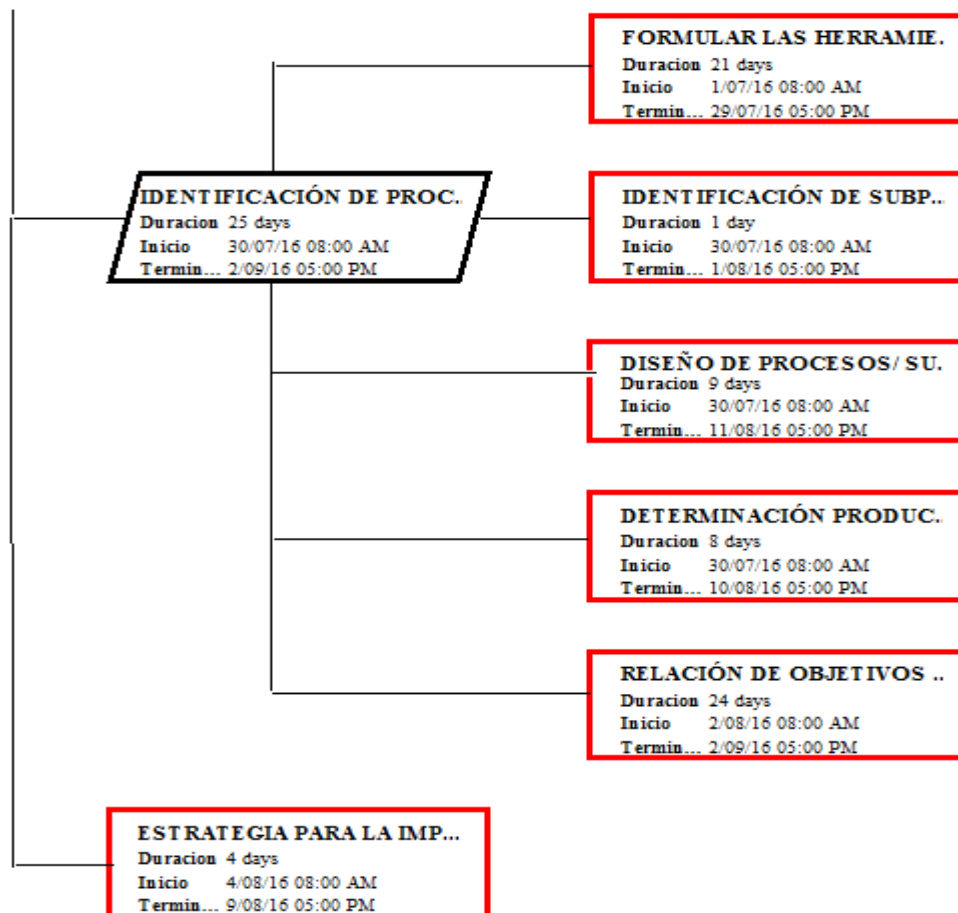 FORMULAR LAS HERRAMIE.
Duracion 21 days
Inicio 1/07/16 08:00 AM
Termin... 29/07/16 05:00 PM
IDENTIFICACIÓN DE PROC..
Duracion 25 days
Inicio 30/07/16 08:00 AM
Termin... 2/09/16 05:00 PM
IDENTIFICACIÓN DE SUBP...
Duracion 1 day
Inicio 30/07/16 08:00 AM
Termin... 1/08/16 05:00 PM
DISEÑO DE PROCESOS/ SU.
Duracion 9 days
Inicio 30/07/16 08:00 AM
Termin... 11/08/16 05:00 PM
DETERMINACIÓN PRODUC..
Duracion 8 days
Inicio 30/07/16 08:00 AM
Termin... 10/08/16 05:00 PM
RELACIÓN DE OBJETIVOS ..
Duracion 24 days
Inicio 2/08/16 08:00 AM
Termin... 2/09/16 05:00 PM
ESTRATEGIA PARA LA IMP...
Duracion 4 days
Inicio 4/08/16 08:00 AM
Termin... 9/08/16 05:00 PM